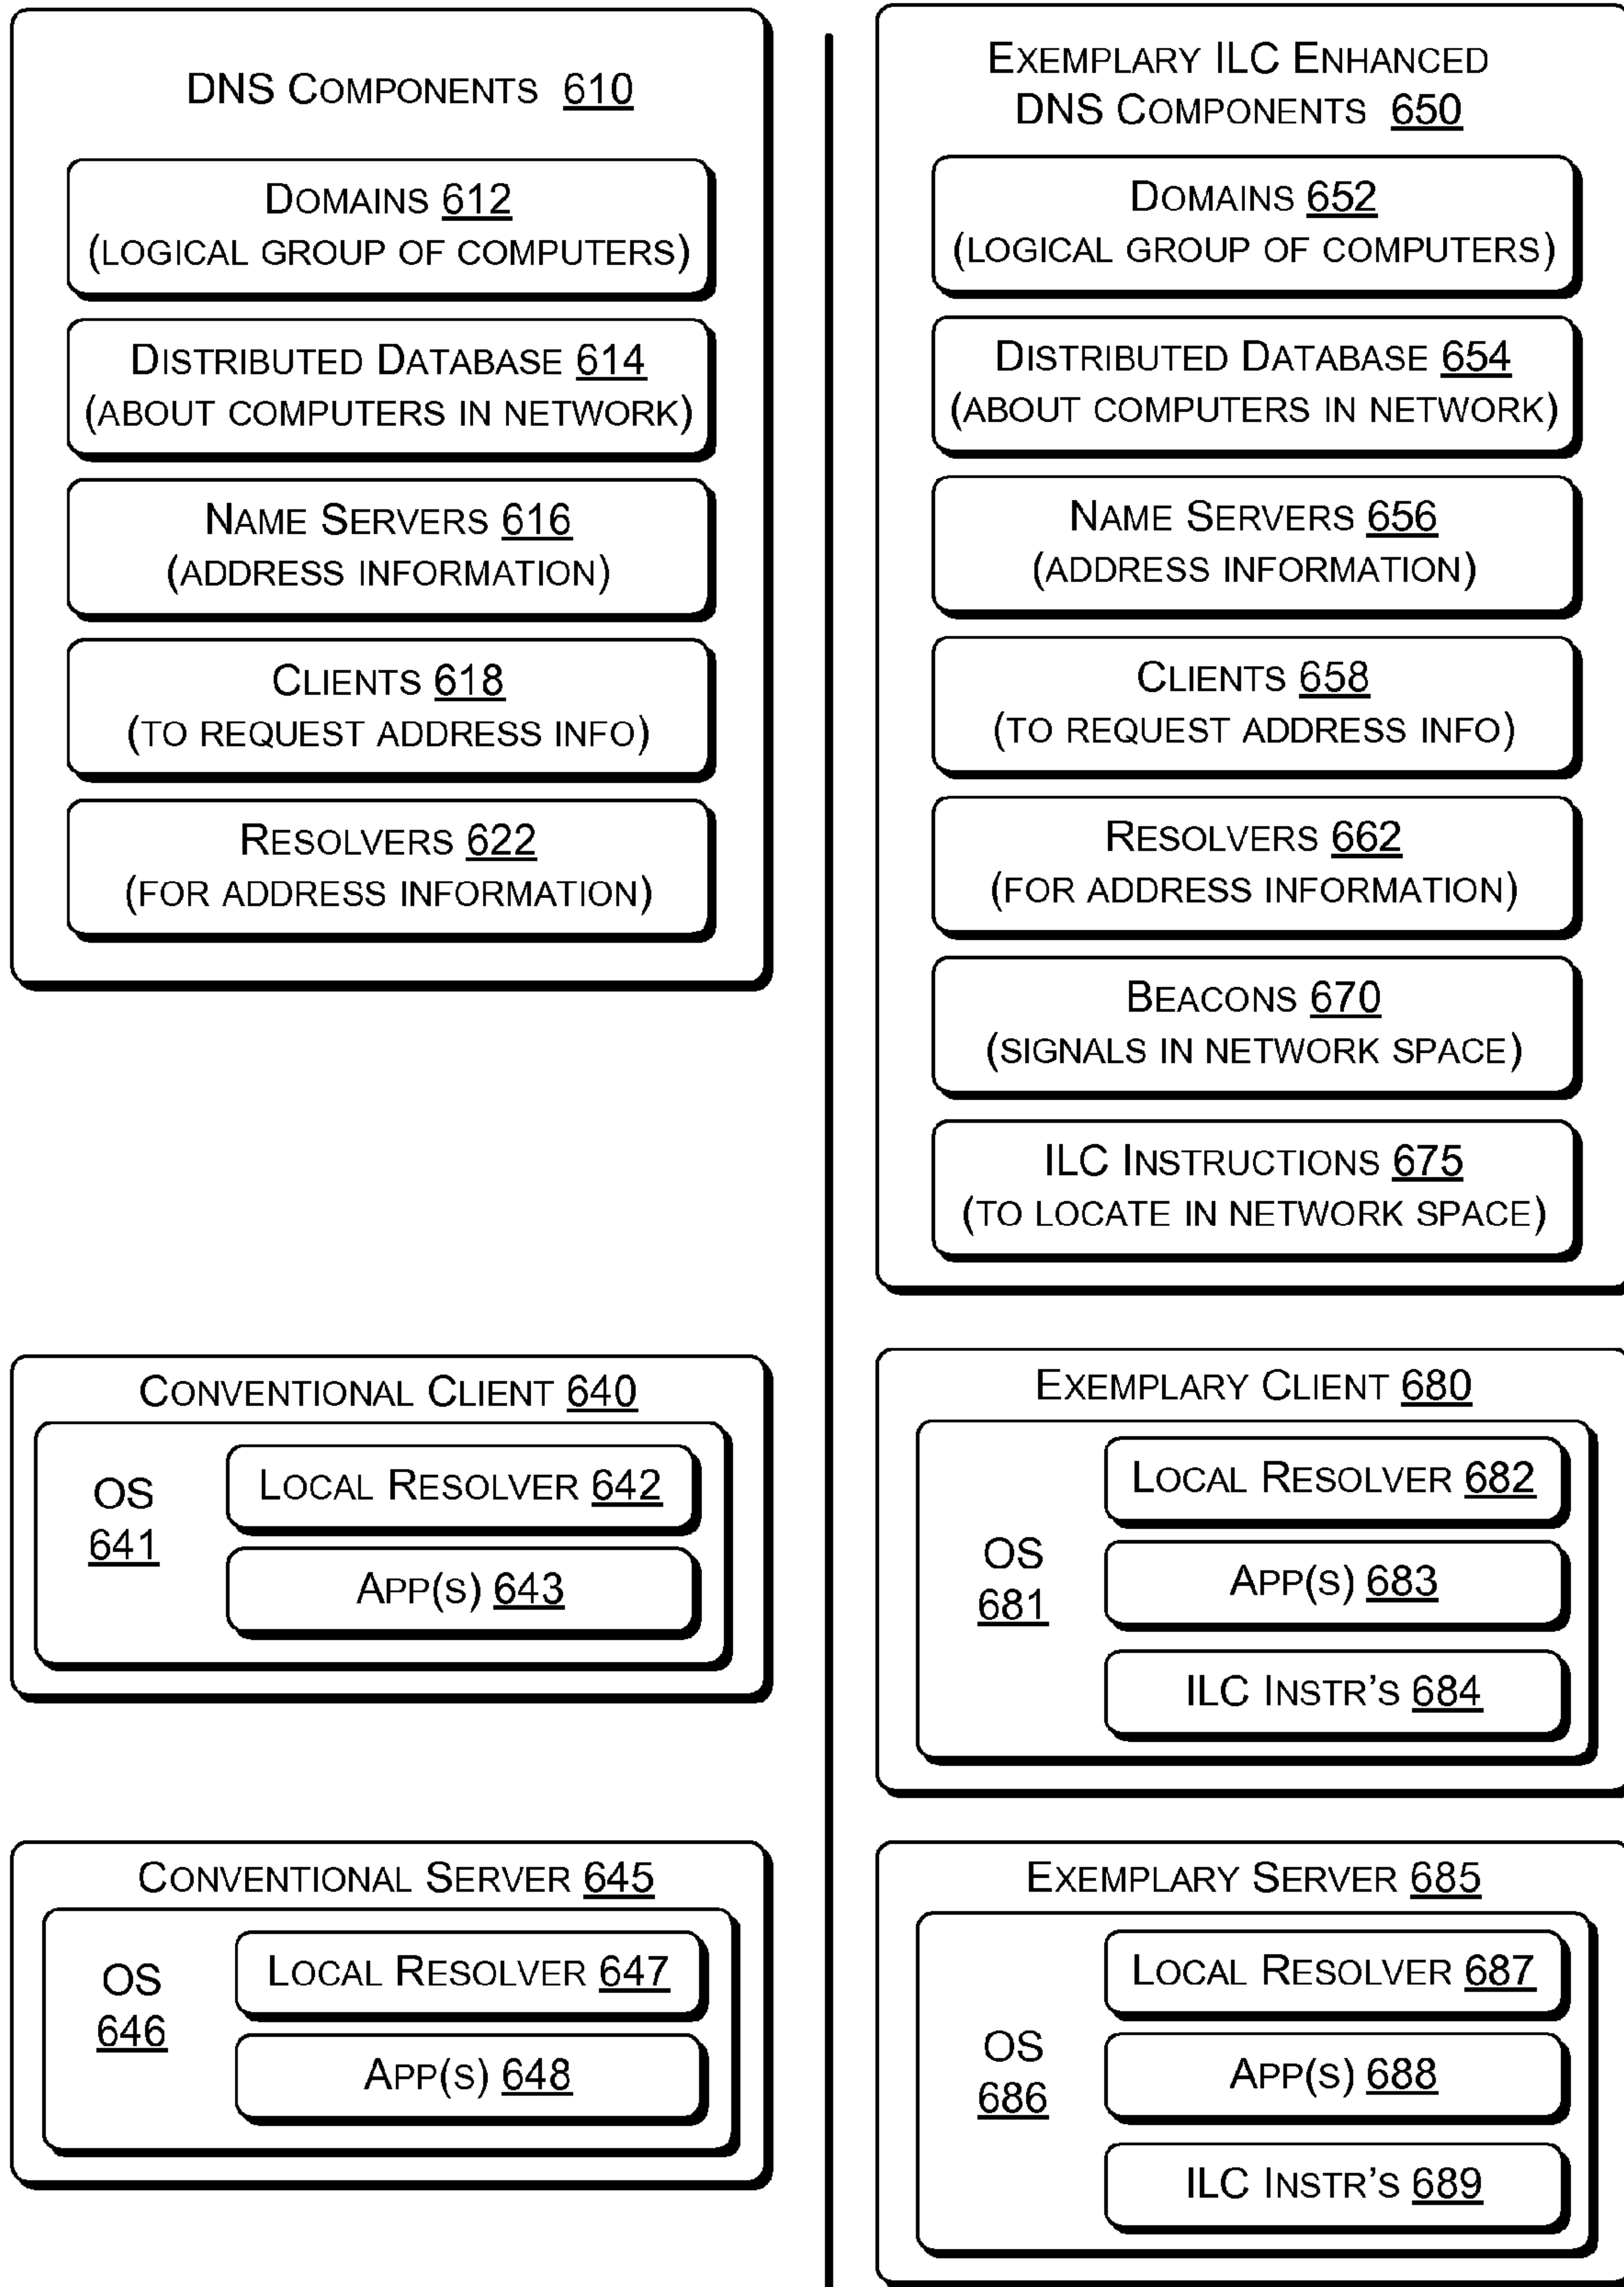 DNS COMPONENTS 610
DOMAINS 612
(LOGICAL GROUP OF COMPUTERS)
DISTRIBUTED DATABASE 614
(ABOUT COMPUTERS IN NETWORK)
NAME SERVERS 616
(ADDRESS INFORMATION)
CLIENTS 618
(TO REQUEST ADDRESS INFO)
RESOLVERS 622
(FOR ADDRESS INFORMATION)
CONVENTIONAL CLIENT 640
OS
641
LOCAL RESOLVER 642
APP(S) 643
CONVENTIONAL SERVER 645
OS
646
LOCAL RESOLVER 647
APP(S) 648
EXEMPLARY ILC ENHANCED
DNS COMPONENTS 650
DOMAINS 652
(LOGICAL GROUP OF COMPUTERS)
DISTRIBUTED DATABASE 654
(ABOUT COMPUTERS IN NETWORK)
NAME SERVERS 656
(ADDRESS INFORMATION)
CLIENTS 658
(TO REQUEST ADDRESS INFO)
RESOLVERS 662
(FOR ADDRESS INFORMATION)
BEACONS 670
(SIGNALS IN NETWORK SPACE)
ILC INSTRUCTIONS 675
(TO LOCATE IN NETWORK SPACE)
EXEMPLARY CLIENT 680
OS
681
LOCAL RESOLVER 682
APP(S) 683
ILC INSTR'S 684
EXEMPLARY SERVER 685
OS
686
LOCAL RESOLVER 687
APP(S) 688
ILC INSTR'S 689